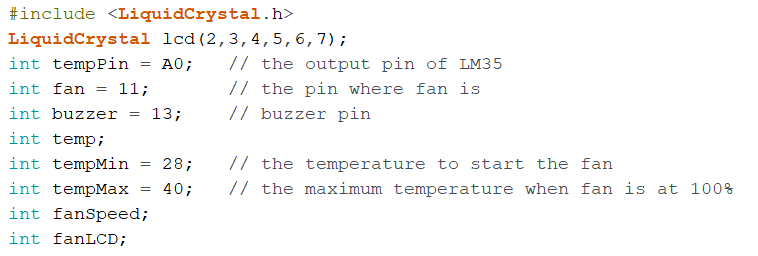 #include <LiquidCrystal.h>
LiquidCrystal lcd(2,3,4,5,6,7);
int tempPin = A0;   // the output pin of LM35
int fan = 11;       // the pin where fan is
int buzzer = 13;    // buzzer pin
int temp;
int tempMin = 28;   // the temperature to start the fan
int tempMax = 40;   // the maximum temperature when fan is at 100%
int fanSpeed;
int fanLCD;